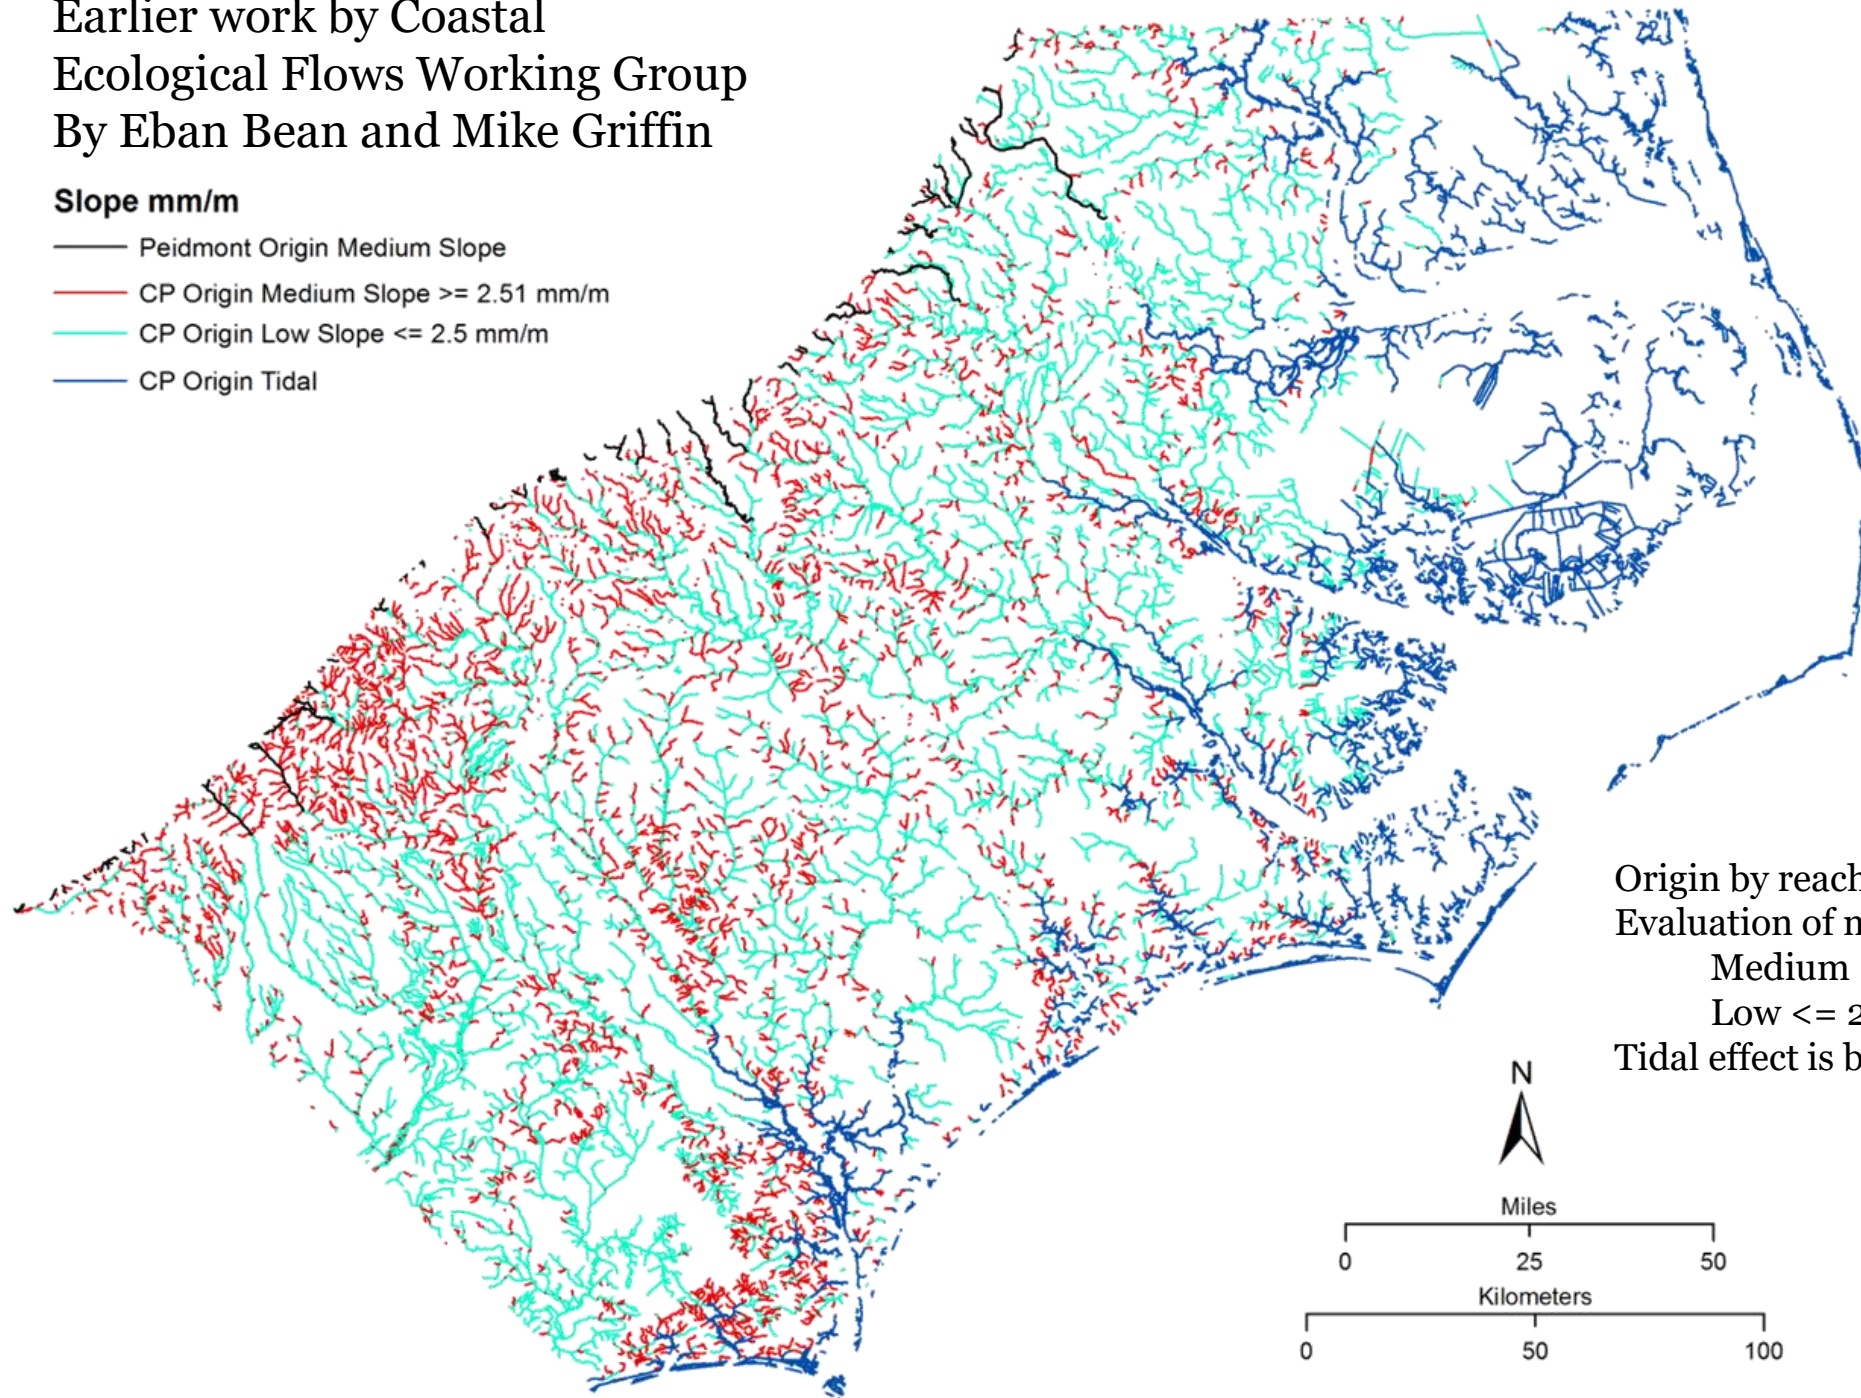 Earlier work by Coastal
Ecological Flows Working Group
By Eban Bean and Mike Griffin
Slope mm/m
Peidmont Origin Medium Slope
CP Origin Medium Slope >= 2.51 mm/m
CP Origin Low Slope <= 2.5 mm/m
CP Origin Tidal
Origin by reach
Evaluation of
Medium
Low <= 2
Tidal effect is
N
Miles
0 25 50
Kilometers
0 50 100